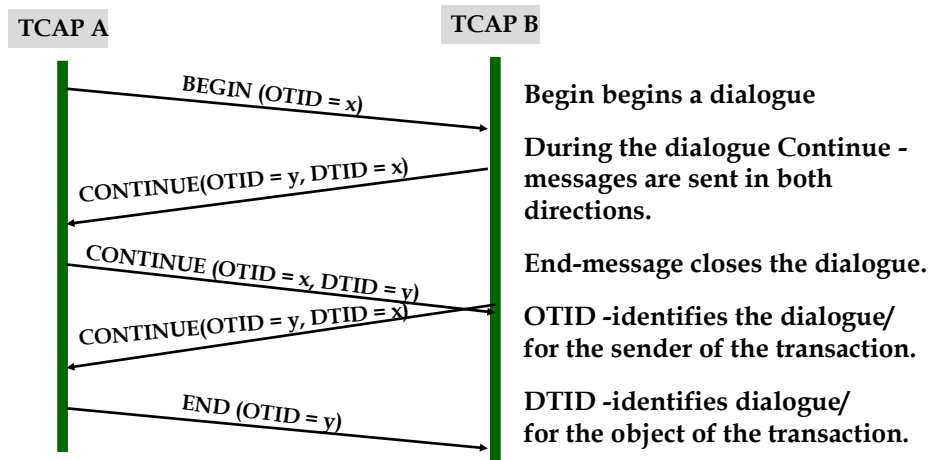 TCAP A
TCAP B
BEGIN (OTID = x)
CONTINUE(OTID = y, DTID = x)
CONTINUE (OTID = x, DTID = y)
CONTINUE(OTID = y, DTID = x)
END (OTID = y)
Begin begins a dialogue
During the dialogue Continue -
messages are sent in both
directions.
End-message closes the dialogue.
OTID -identifies the dialogue/
for the sender of the transaction.
DTID -identifies dialogue/
for the object of the transaction.